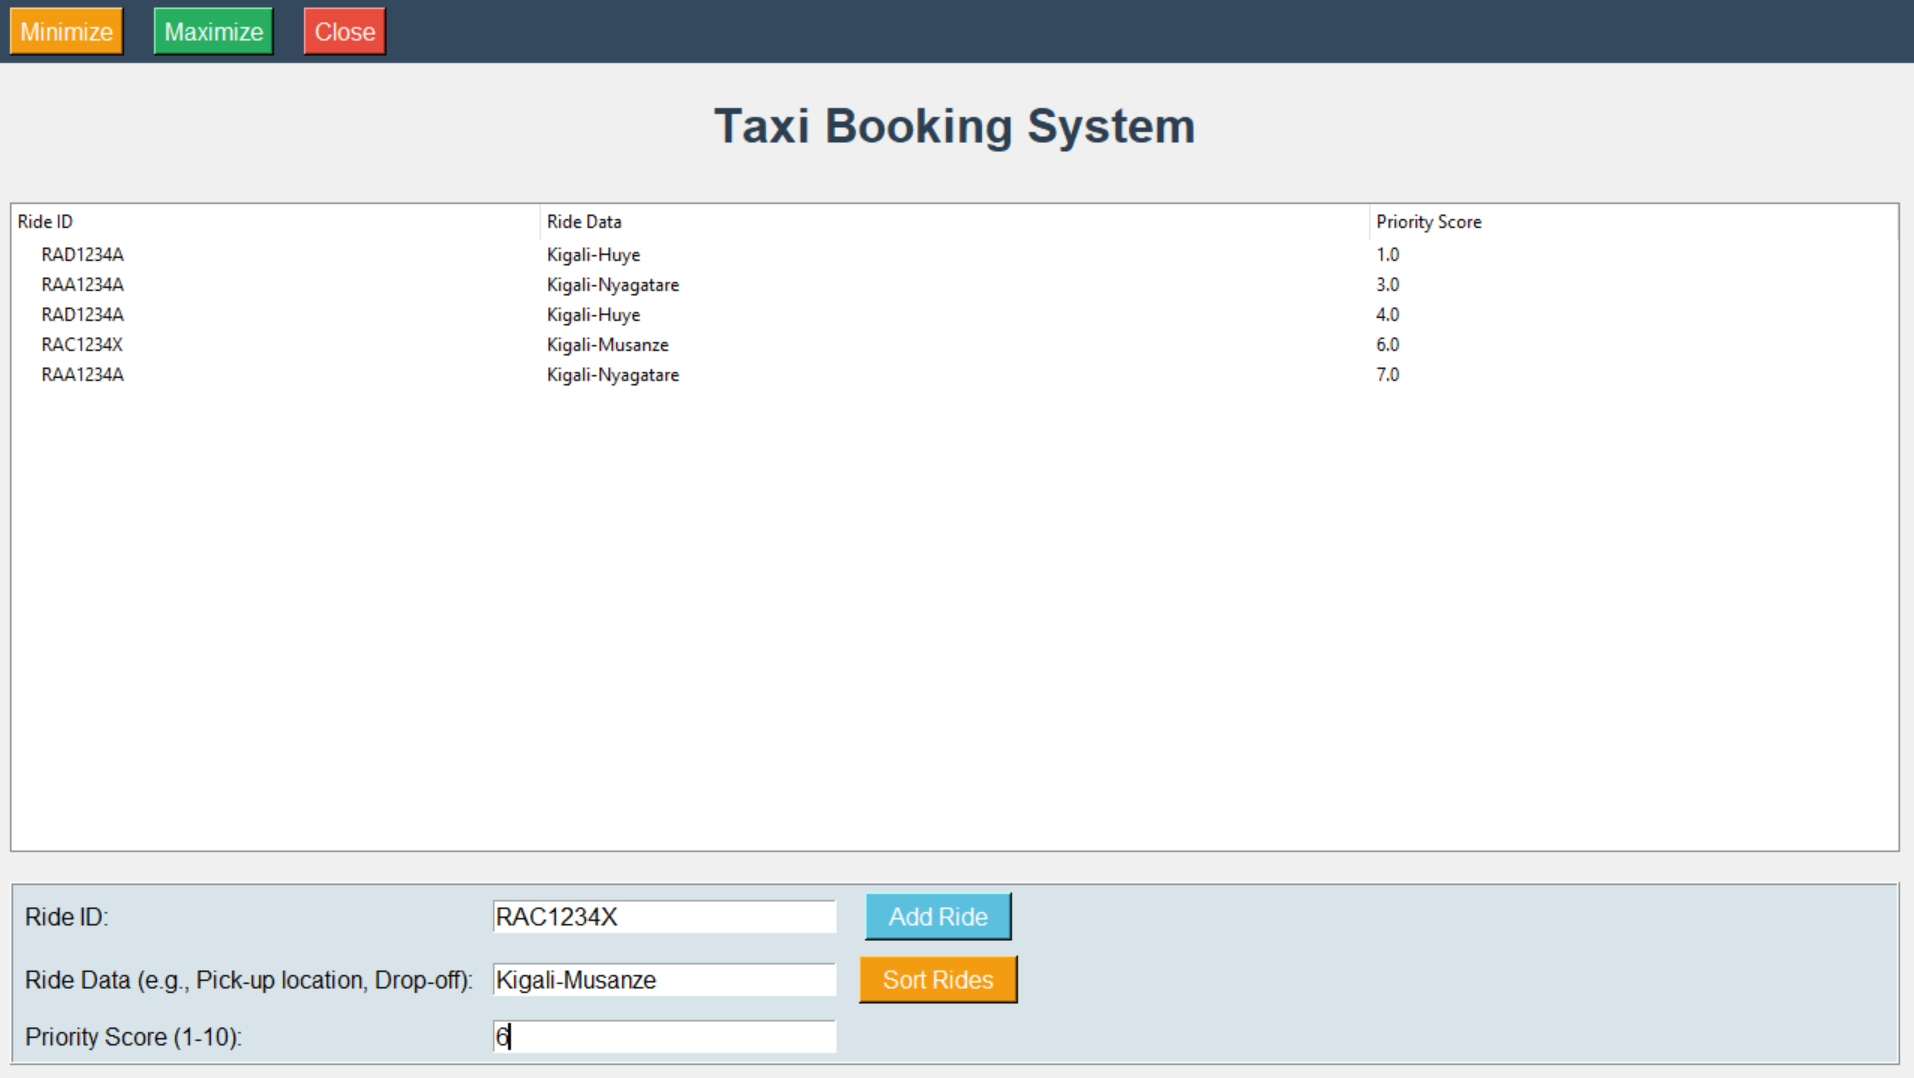 Minimize Maximize Close
Taxi Booking System
Ride ID Ride Data Priority Score
RAD1234A Kigali-Huye 1.0
RAA1234A Kigali-Nyagatare 3.0
RAD1234A Kigali-Huye 4.0
RAC1234X Kigali-Musanze 6.0
RAA1234A Kigali-Nyagatare 7.0
Ride ID: RAC1234X Add Ride
Ride Data (e.g., Pick-up location, Drop-off): Kigali-Musanze Sort Rides
Priority Score (1-10): 6